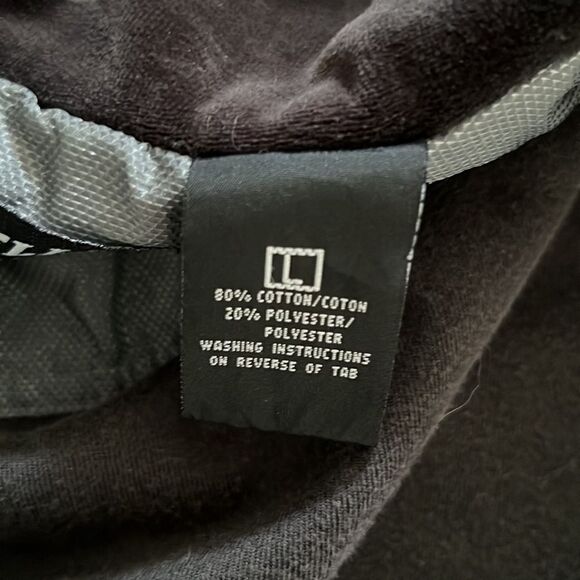 L
80% COTTON/COTON
20% POLYESTER/
POLYESTER
WASHING INSTRUCTIONS
ON REVERSE OF TAB